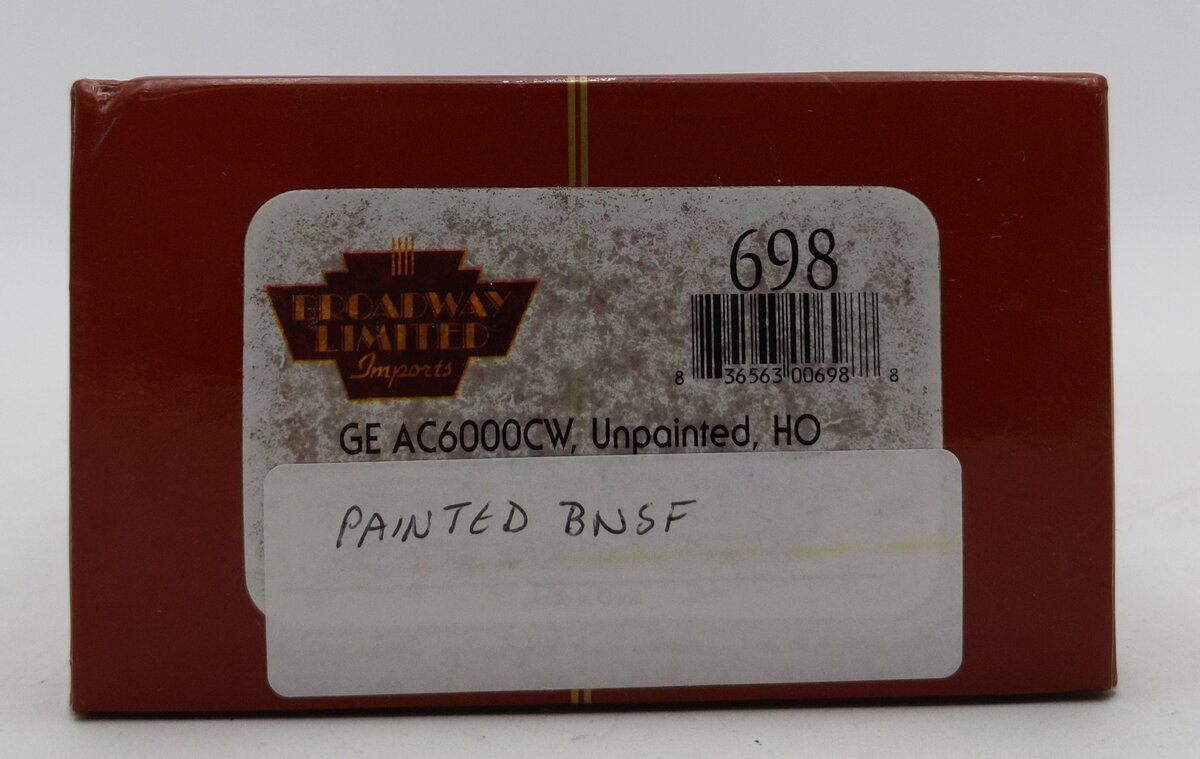 BROADWAY
LIMITED
Imports
698
8 36563 00698 8
GE AC6000CW, Unpainted, HO
PAINTED BNSF